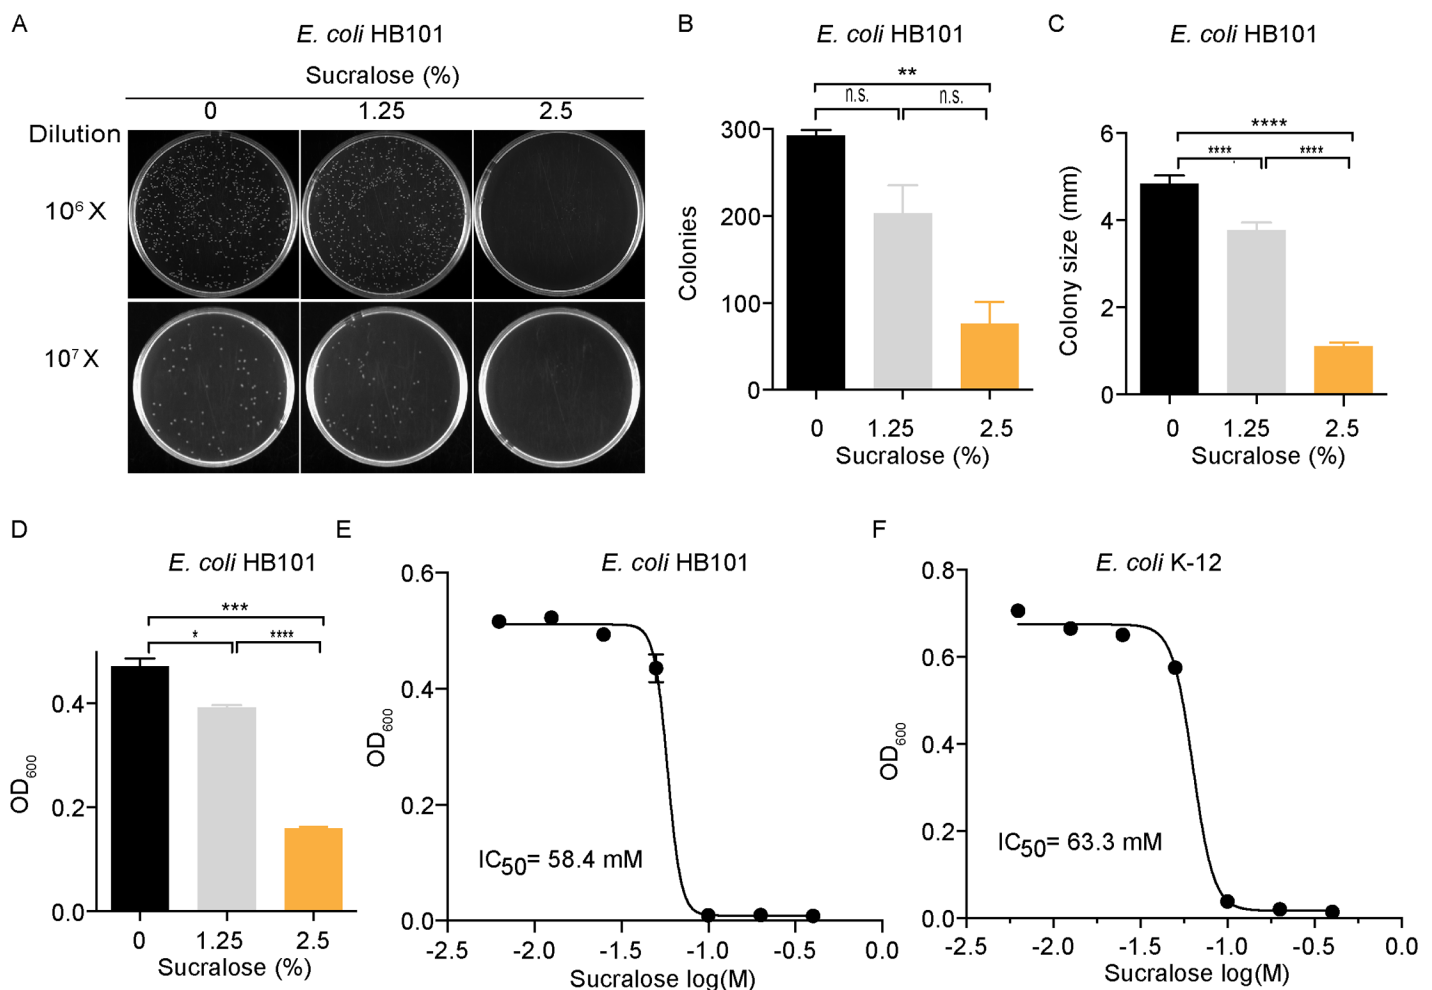 A
E. coli HB101
Sucralose (%)
0 1.25 2.5
Dilution
10⁶ X
10⁷ X
B
E. coli HB101
**
n.s. n.s.
300
200
100
0
Colonies
0 1.25 2.5
Sucralose (%)
C
E. coli HB101
****
**** ****
6
4
2
0
Colony size (mm)
0 1.25 2.5
Sucralose (%)
D
E. coli HB101
***
* ****
0.4
0.2
0.0
OD₆₀₀
0 1.25 2.5
Sucralose (%)
E
E. coli HB101
0.6
0.4
0.2
0.0
OD₆₀₀
IC₅₀= 58.4 mM
-2.5 -2.0 -1.5 -1.0 -0.5 0.0
Sucralose log(M)
F
E. coli K-12
0.8
0.6
0.4
0.2
0.0
OD₆₀₀
IC₅₀= 63.3 mM
-2.5 -2.0 -1.5 -1.0 -0.5 0.0
Sucralose log(M)